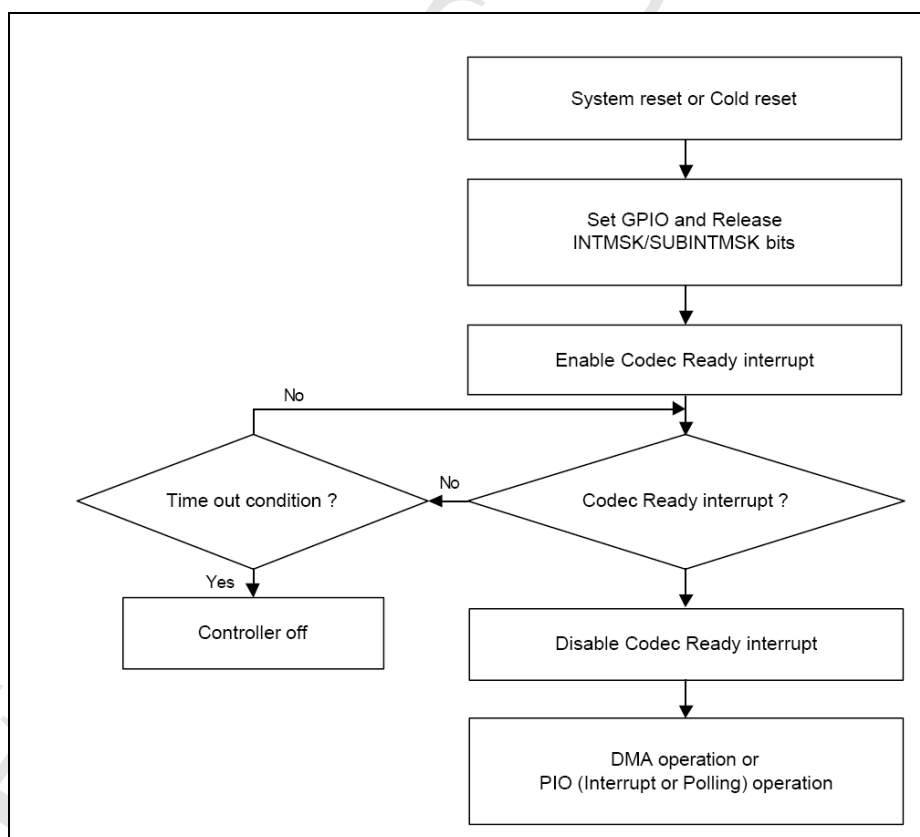 System reset or Cold reset
Set GPIO and Release
INTMSK/SUBINTMSK bits
Enable Codec Ready interrupt
No
Time out condition ?
No
Codec Ready interrupt ?
Yes
Controller off
Disable Codec Ready interrupt
DMA operation or
PIO (Interrupt or Polling) operation